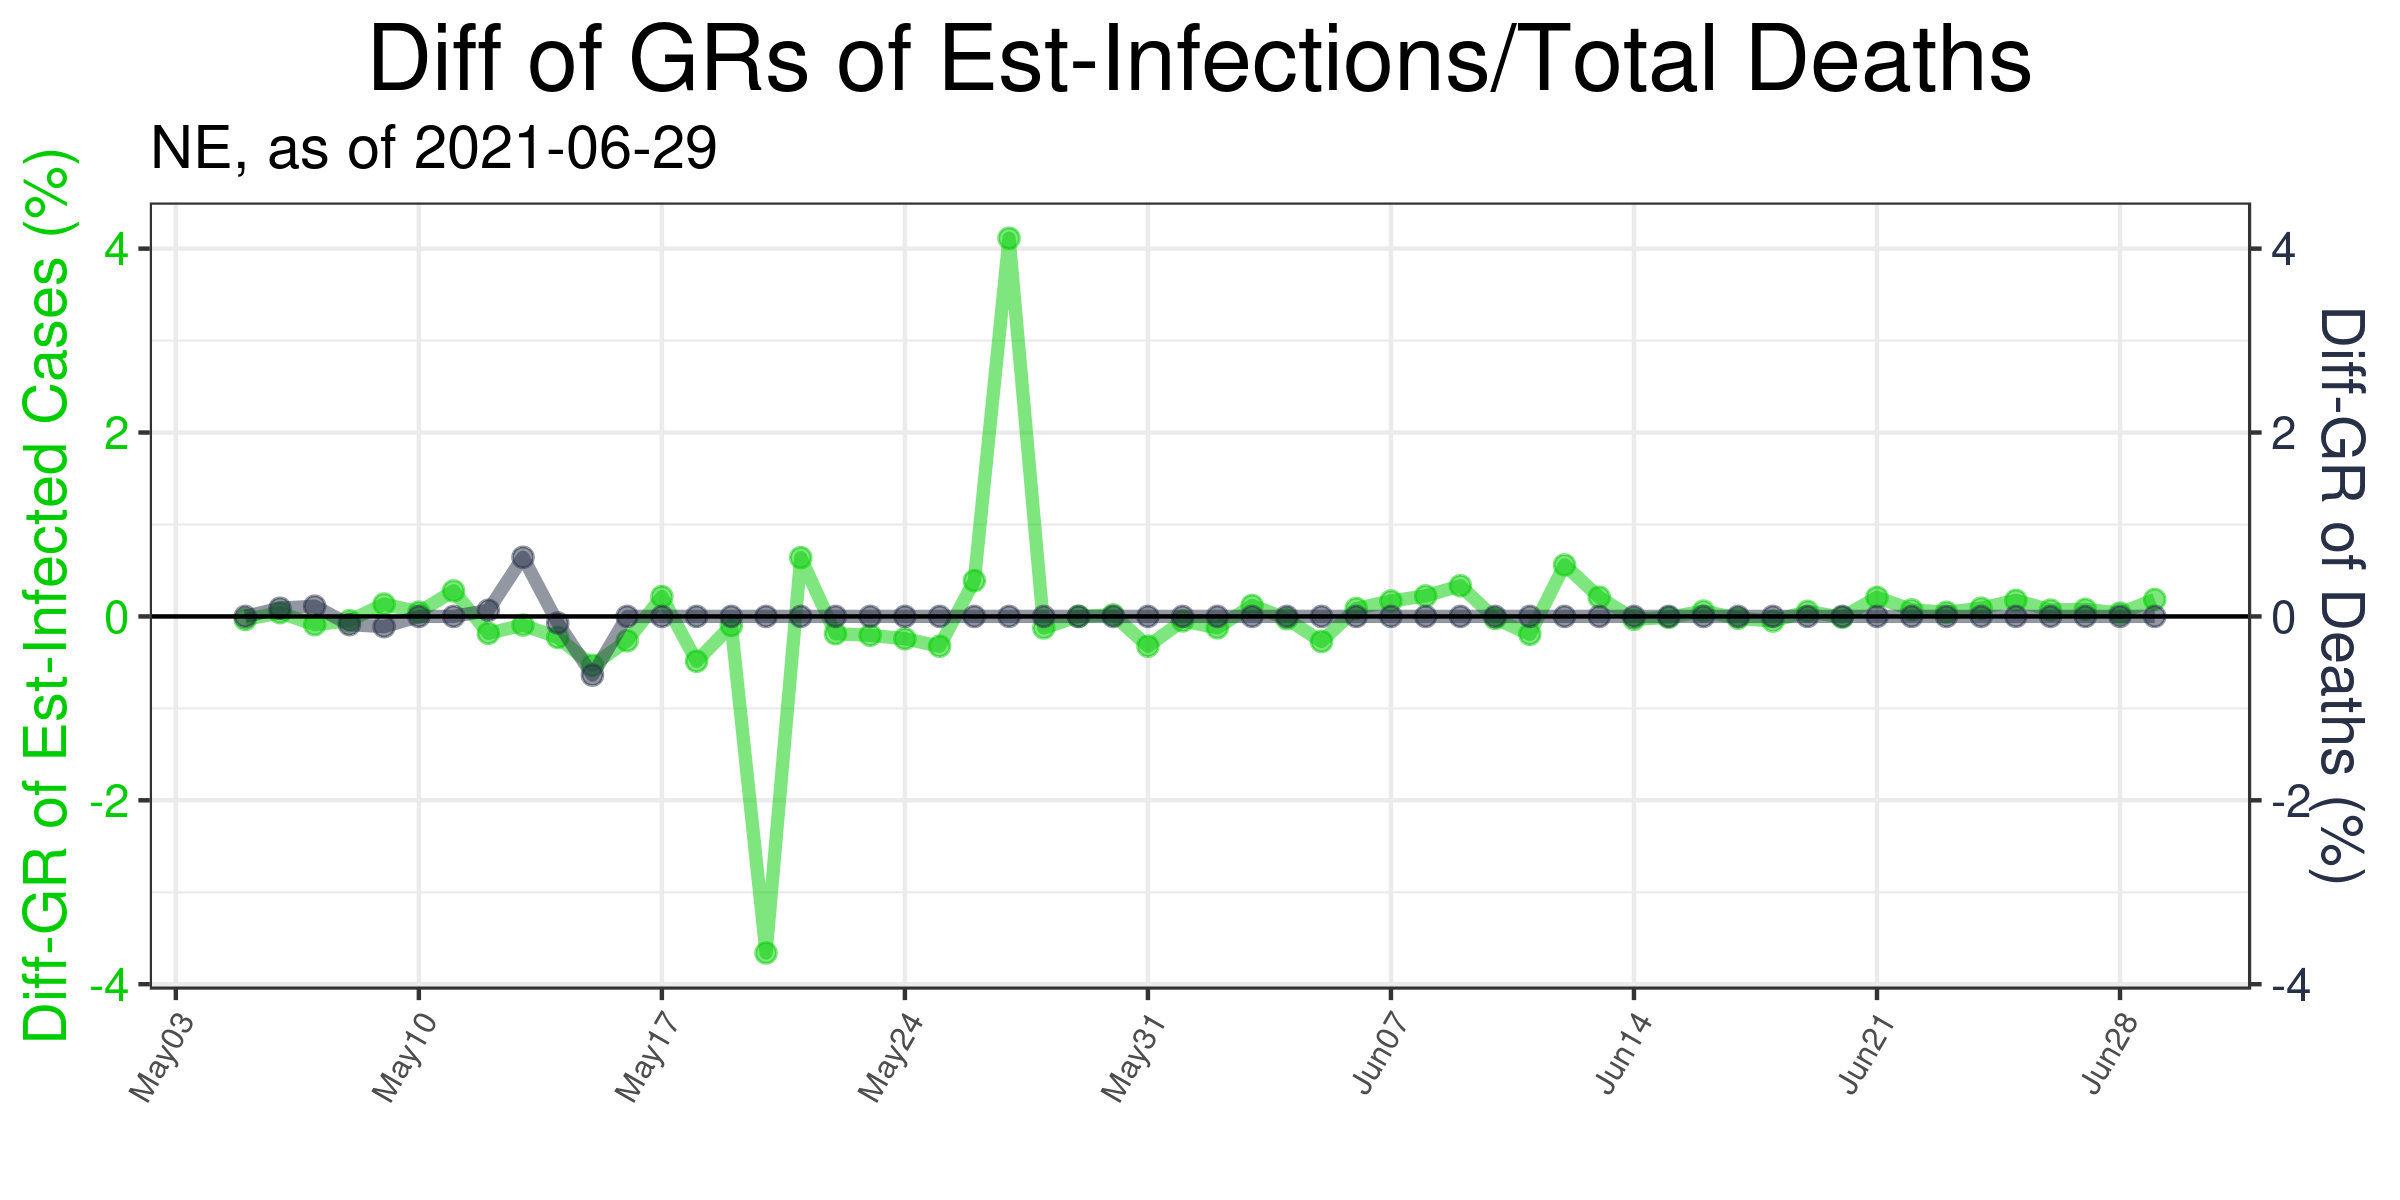 Diff of GRs of Est-Infections/Total Deaths
NE, as of 2021-06-29
Diff-GR of Est-Infected Cases (%)
4
2
0
-2
-4
4
2
0
-2
-4
Diff-GR of Deaths (%)
May03
May10
May17
May24
May31
Jun07
Jun14
Jun21
Jun28